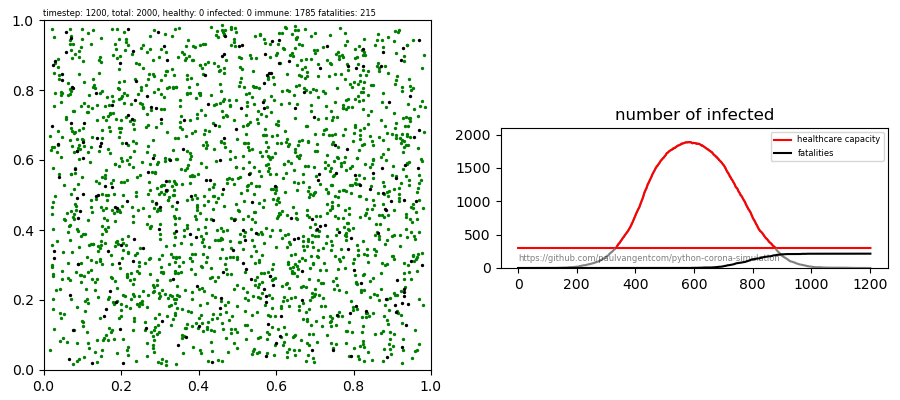 timestep: 1200, total: 2000, healthy: 0 infected: 0 immune: 1785 fatalities: 215
1.0
0.8
0.6
0.4
0.2
0.0
0.0 0.2 0.4 0.6 0.8 1.0
number of infected
2000
1500
1000
500
0
healthcare capacity
fatalities
https://github.com/paulvangentcom/python-corona-simulation
0 200 400 600 800 1000 1200